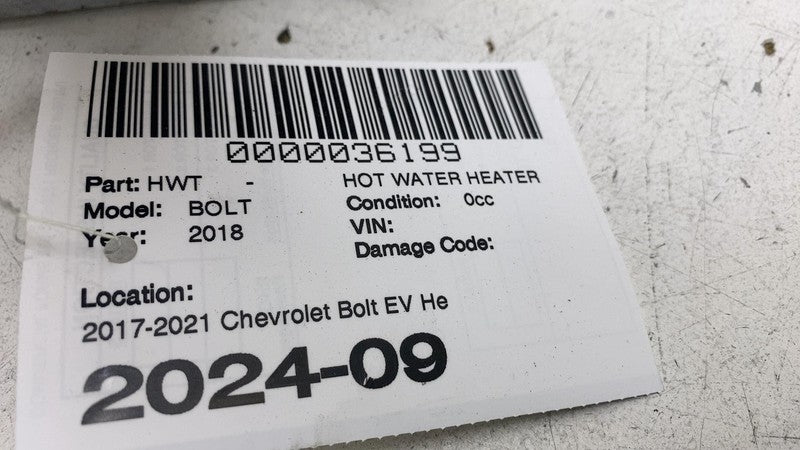 0000036199
Part: HWT - HOT WATER HEATER
Model: BOLT Condition: 0cc
Year: 2018 VIN:
Damage Code:
Location:
2017-2021 Chevrolet Bolt EV He
2024-09